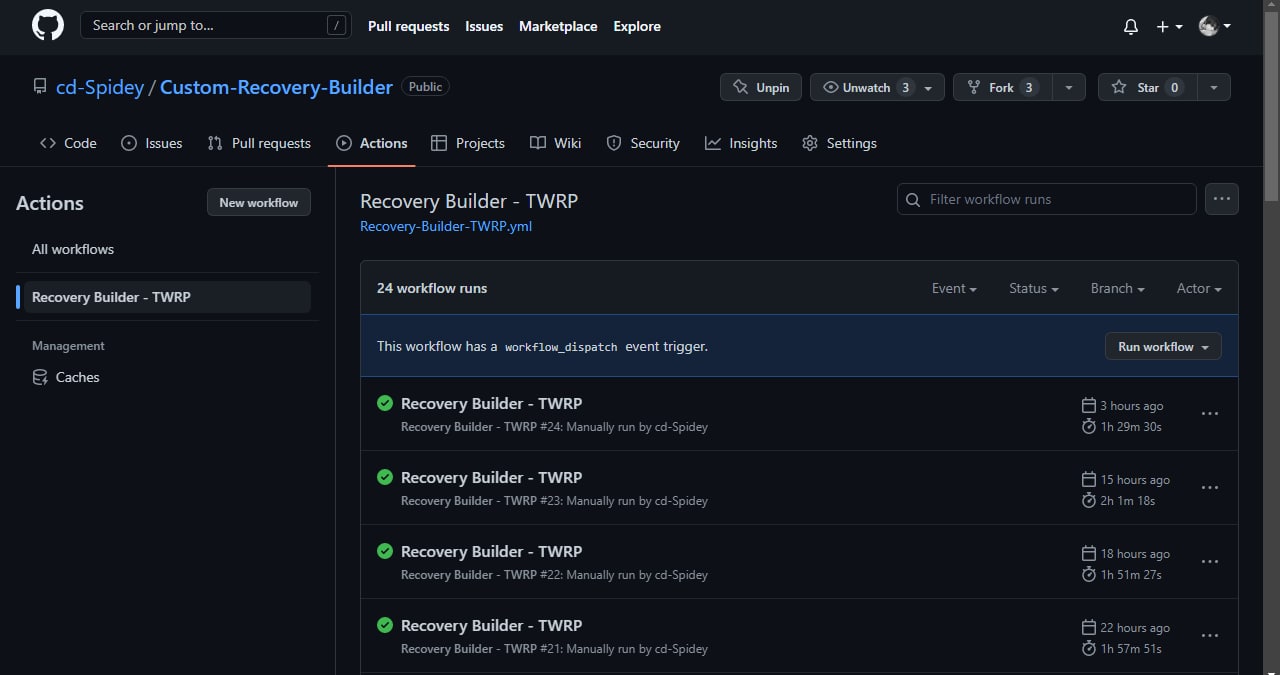 Search or jump to... /
Pull requests Issues Marketplace Explore
cd-Spidey / Custom-Recovery-Builder Public
Unpin Unwatch 3 Fork 3 Star 0
Code Issues Pull requests Actions Projects Wiki Security Insights Settings
Actions
New workflow
All workflows
Recovery Builder - TWRP
Management
Caches
Recovery Builder - TWRP
Recovery-Builder-TWRP.yml
Filter workflow runs
24 workflow runs
Event Status Branch Actor
This workflow has a workflow_dispatch event trigger.
Run workflow
Recovery Builder - TWRP
Recovery Builder - TWRP #24: Manually run by cd-Spidey
3 hours ago
1h 29m 30s
Recovery Builder - TWRP
Recovery Builder - TWRP #23: Manually run by cd-Spidey
15 hours ago
2h 1m 18s
Recovery Builder - TWRP
Recovery Builder - TWRP #22: Manually run by cd-Spidey
18 hours ago
1h 51m 27s
Recovery Builder - TWRP
Recovery Builder - TWRP #21: Manually run by cd-Spidey
22 hours ago
1h 57m 51s